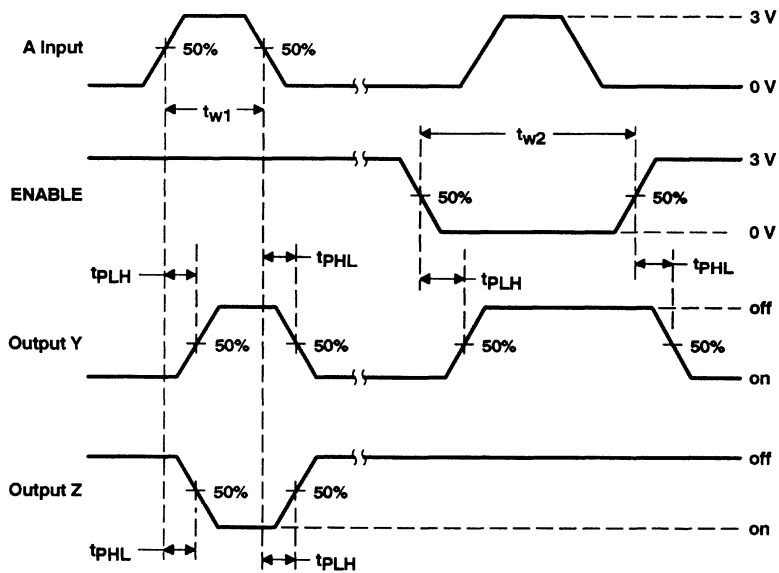 3 V
A Input
50%
50%
0 V
tw1
tw2
3 V
ENABLE
50%
50%
0 V
tPLH
tPHL
tPLH
tPHL
off
Output Y
50%
50%
50%
50%
on
off
Output Z
50%
50%
on
tPHL
tPLH